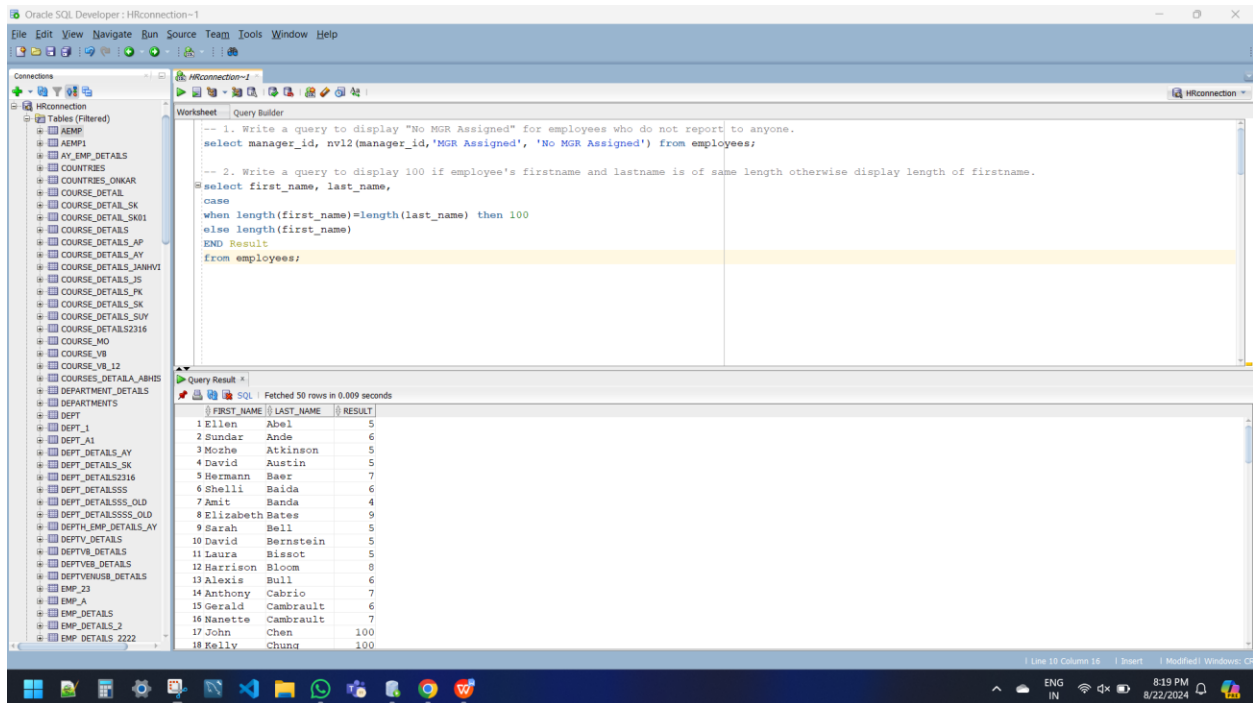 Oracle SQL Developer : HRconnection~1
File Edit View Navigate Run Source Team Tools Window Help
Connections
HRconnection
Tables (Filtered)
AEMP
AEMP1
AY_EMP_DETAILS
COUNTRIES
COUNTRIES_ONKAR
COURSE_DETAIL
COURSE_DETAIL_SK
COURSE_DETAIL_SK01
COURSE_DETAILS
COURSE_DETAILS_AP
COURSE_DETAILS_AY
COURSE_DETAILS_JANHVI
COURSE_DETAILS_JS
COURSE_DETAILS_PK
COURSE_DETAILS_SK
COURSE_DETAILS_SUY
COURSE_DETAILS2316
COURSE_MO
COURSE_VB
COURSE_VB_12
COURSES_DETAILA_ABHIS
DEPARTMENT_DETAILS
DEPARTMENTS
DEPT
DEPT_1
DEPT_A1
DEPT_DETAILS_AY
DEPT_DETAILS_SK
DEPT_DETAILS2316
DEPT_DETAILSSS
DEPT_DETAILSSS_OLD
DEPT_DETAILSSSS_OLD
DEPTH_EMP_DETAILS_AY
DEPTV_DETAILS
DEPTVB_DETAILS
DEPTVEB_DETAILS
DEPTVENUSB_DETAILS
EMP_23
EMP_A
EMP_DETAILS
EMP_DETAILS_2
EMP_DETAILS_2222
HRconnection~1
HRconnection
Worksheet Query Builder
-- 1. Write a query to display "No MGR Assigned" for employees who do not report to anyone.
select manager_id, nvl2(manager_id,'MGR Assigned', 'No MGR Assigned') from employees;
-- 2. Write a query to display 100 if employee's firstname and lastname is of same length otherwise display length of firstname.
select first_name, last_name,
case
when length(first_name)=length(last_name) then 100
else length(first_name)
END Result
from employees;
Query Result
SQL | Fetched 50 rows in 0.009 seconds
FIRST_NAME LAST_NAME RESULT
1 Ellen Abel 5
2 Sundar Ande 6
3 Mozhe Atkinson 5
4 David Austin 5
5 Hermann Baer 7
6 Shelli Baida 6
7 Amit Banda 4
8 Elizabeth Bates 9
9 Sarah Bell 5
10 David Bernstein 5
11 Laura Bissot 5
12 Harrison Bloom 8
13 Alexis Bull 6
14 Anthony Cabrio 7
15 Gerald Cambrault 6
16 Nanette Cambrault 7
17 John Chen 100
18 Kelly Chung 100
Line 10 Column 16 | Insert | Modified | Windows: CR
ENG
IN
8:19 PM
8/22/2024